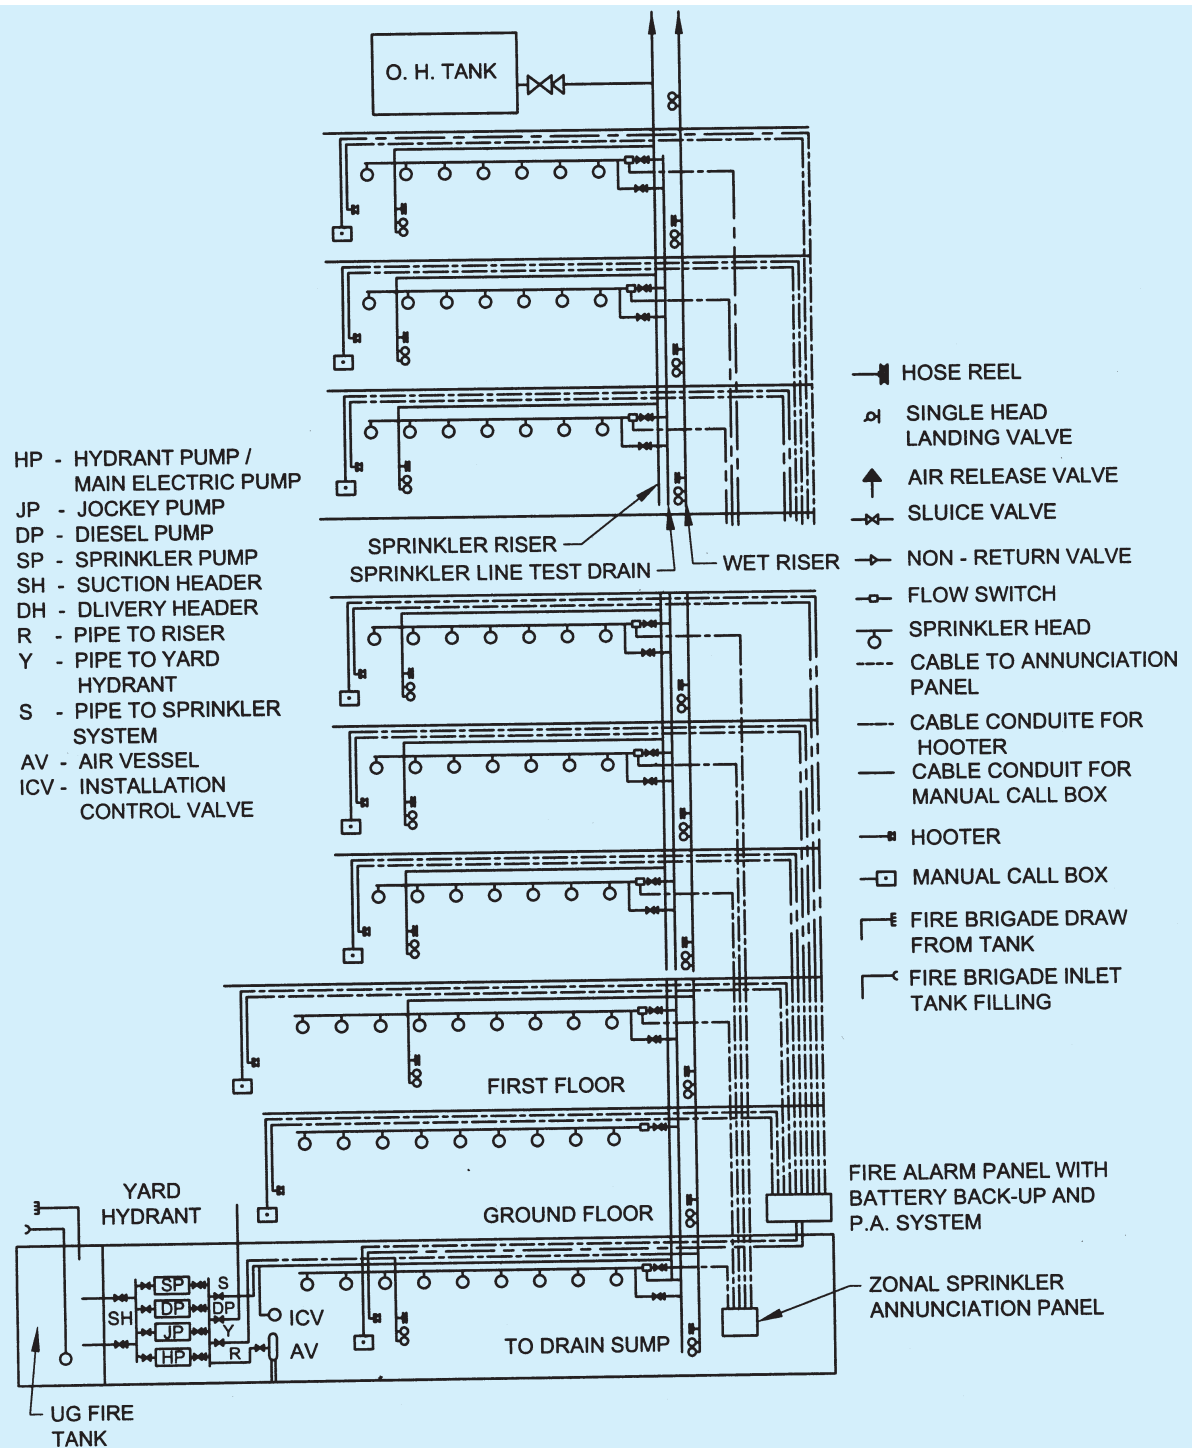 O. H. TANK
HP - HYDRANT PUMP /
MAIN ELECTRIC PUMP
JP - JOCKEY PUMP
DP - DIESEL PUMP
SP - SPRINKLER PUMP
SH - SUCTION HEADER
DH - DLIVERY HEADER
R - PIPE TO RISER
Y - PIPE TO YARD
HYDRANT
S - PIPE TO SPRINKLER
SYSTEM
AV - AIR VESSEL
ICV - INSTALLATION
CONTROL VALVE
SPRINKLER RISER
SPRINKLER LINE TEST DRAIN
WET RISER
HOSE REEL
SINGLE HEAD
LANDING VALVE
AIR RELEASE VALVE
SLUICE VALVE
NON - RETURN VALVE
FLOW SWITCH
SPRINKLER HEAD
CABLE TO ANNUNCIATION
PANEL
CABLE CONDUITE FOR
HOOTER
CABLE CONDUIT FOR
MANUAL CALL BOX
HOOTER
MANUAL CALL BOX
FIRE BRIGADE DRAW
FROM TANK
FIRE BRIGADE INLET
TANK FILLING
FIRST FLOOR
GROUND FLOOR
YARD
HYDRANT
FIRE ALARM PANEL WITH
BATTERY BACK-UP AND
P.A. SYSTEM
ZONAL SPRINKLER
ANNUNCIATION PANEL
SP
S
DP
DP
SH
JP
Y
HP
R
ICV
AV
TO DRAIN SUMP
UG FIRE
TANK